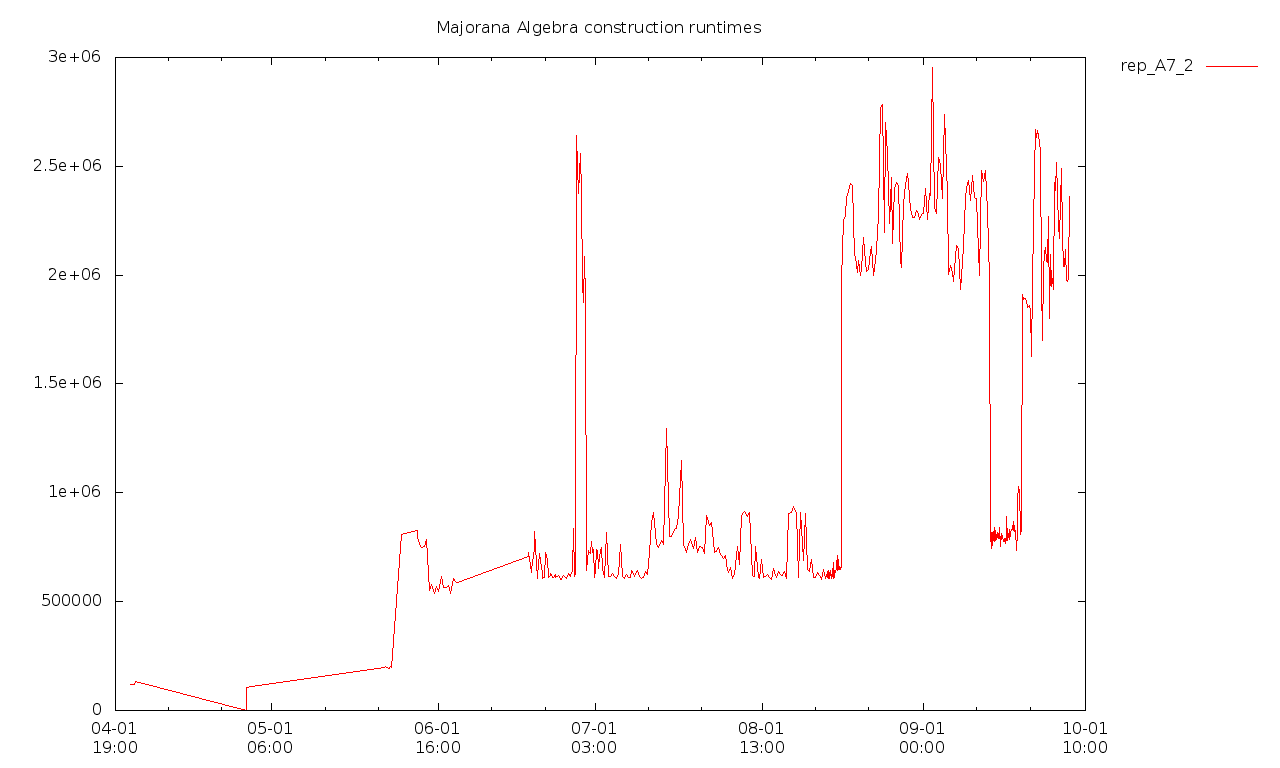 Majorana Algebra construction runtimes
rep_A7_2
3e+06
2.5e+06
2e+06
1.5e+06
1e+06
500000
0
04-01 05-01 06-01 07-01 08-01 09-01 10-01
19:00 06:00 16:00 03:00 13:00 00:00 10:00